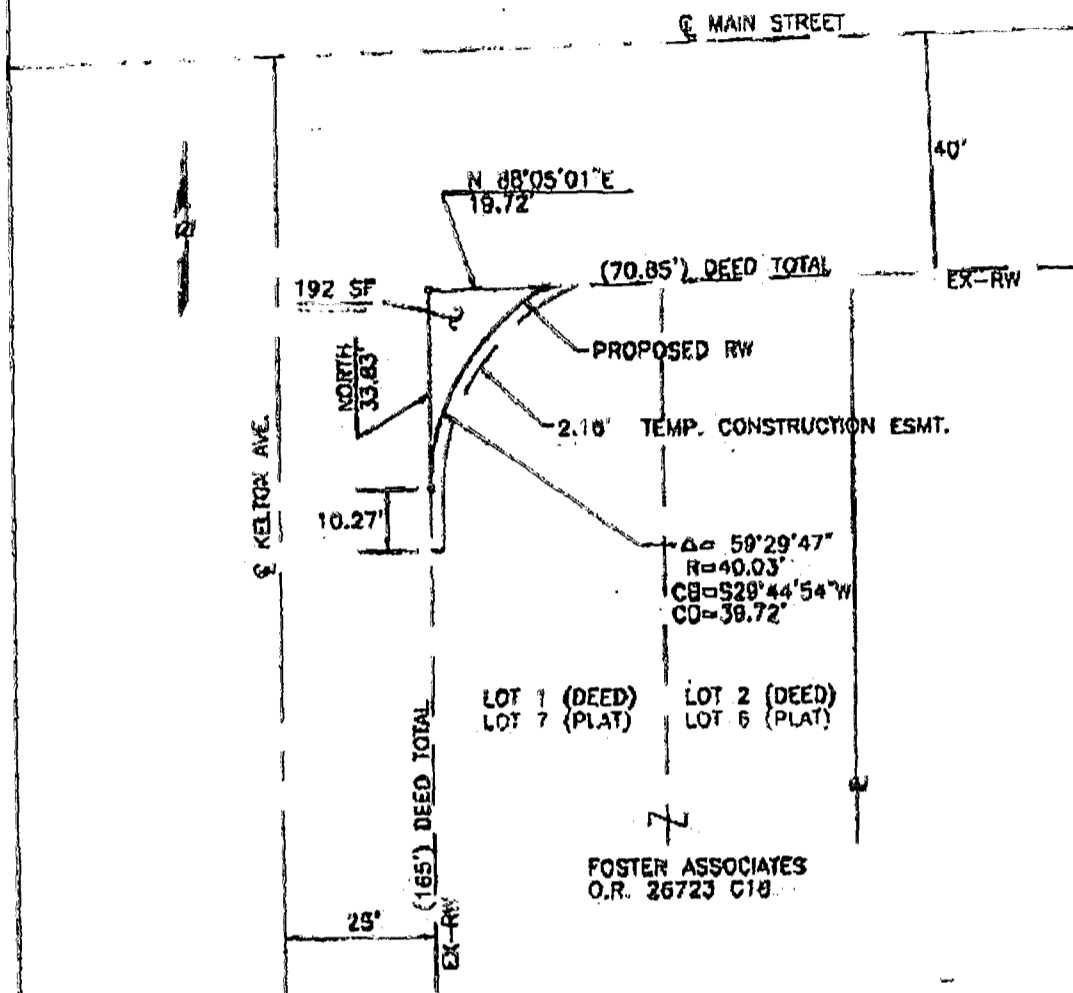 ℄ MAIN STREET
40'
N 88°05'01"E
19.72'
(70.85') DEED TOTAL
EX-RW
192 SF
PROPOSED RW
NORTH
33.83'
2.16' TEMP. CONSTRUCTION ESMT.
℄ KELTON AVE.
10.27'
Δ= 59°29'47"
R=40.03'
CB=S29°44'54"W
CD=39.72'
LOT 1 (DEED)
LOT 7 (PLAT)
LOT 2 (DEED)
LOT 6 (PLAT)
(165') DEED TOTAL
FOSTER ASSOCIATES
O.R. 26723 C18
25'
EX-RW